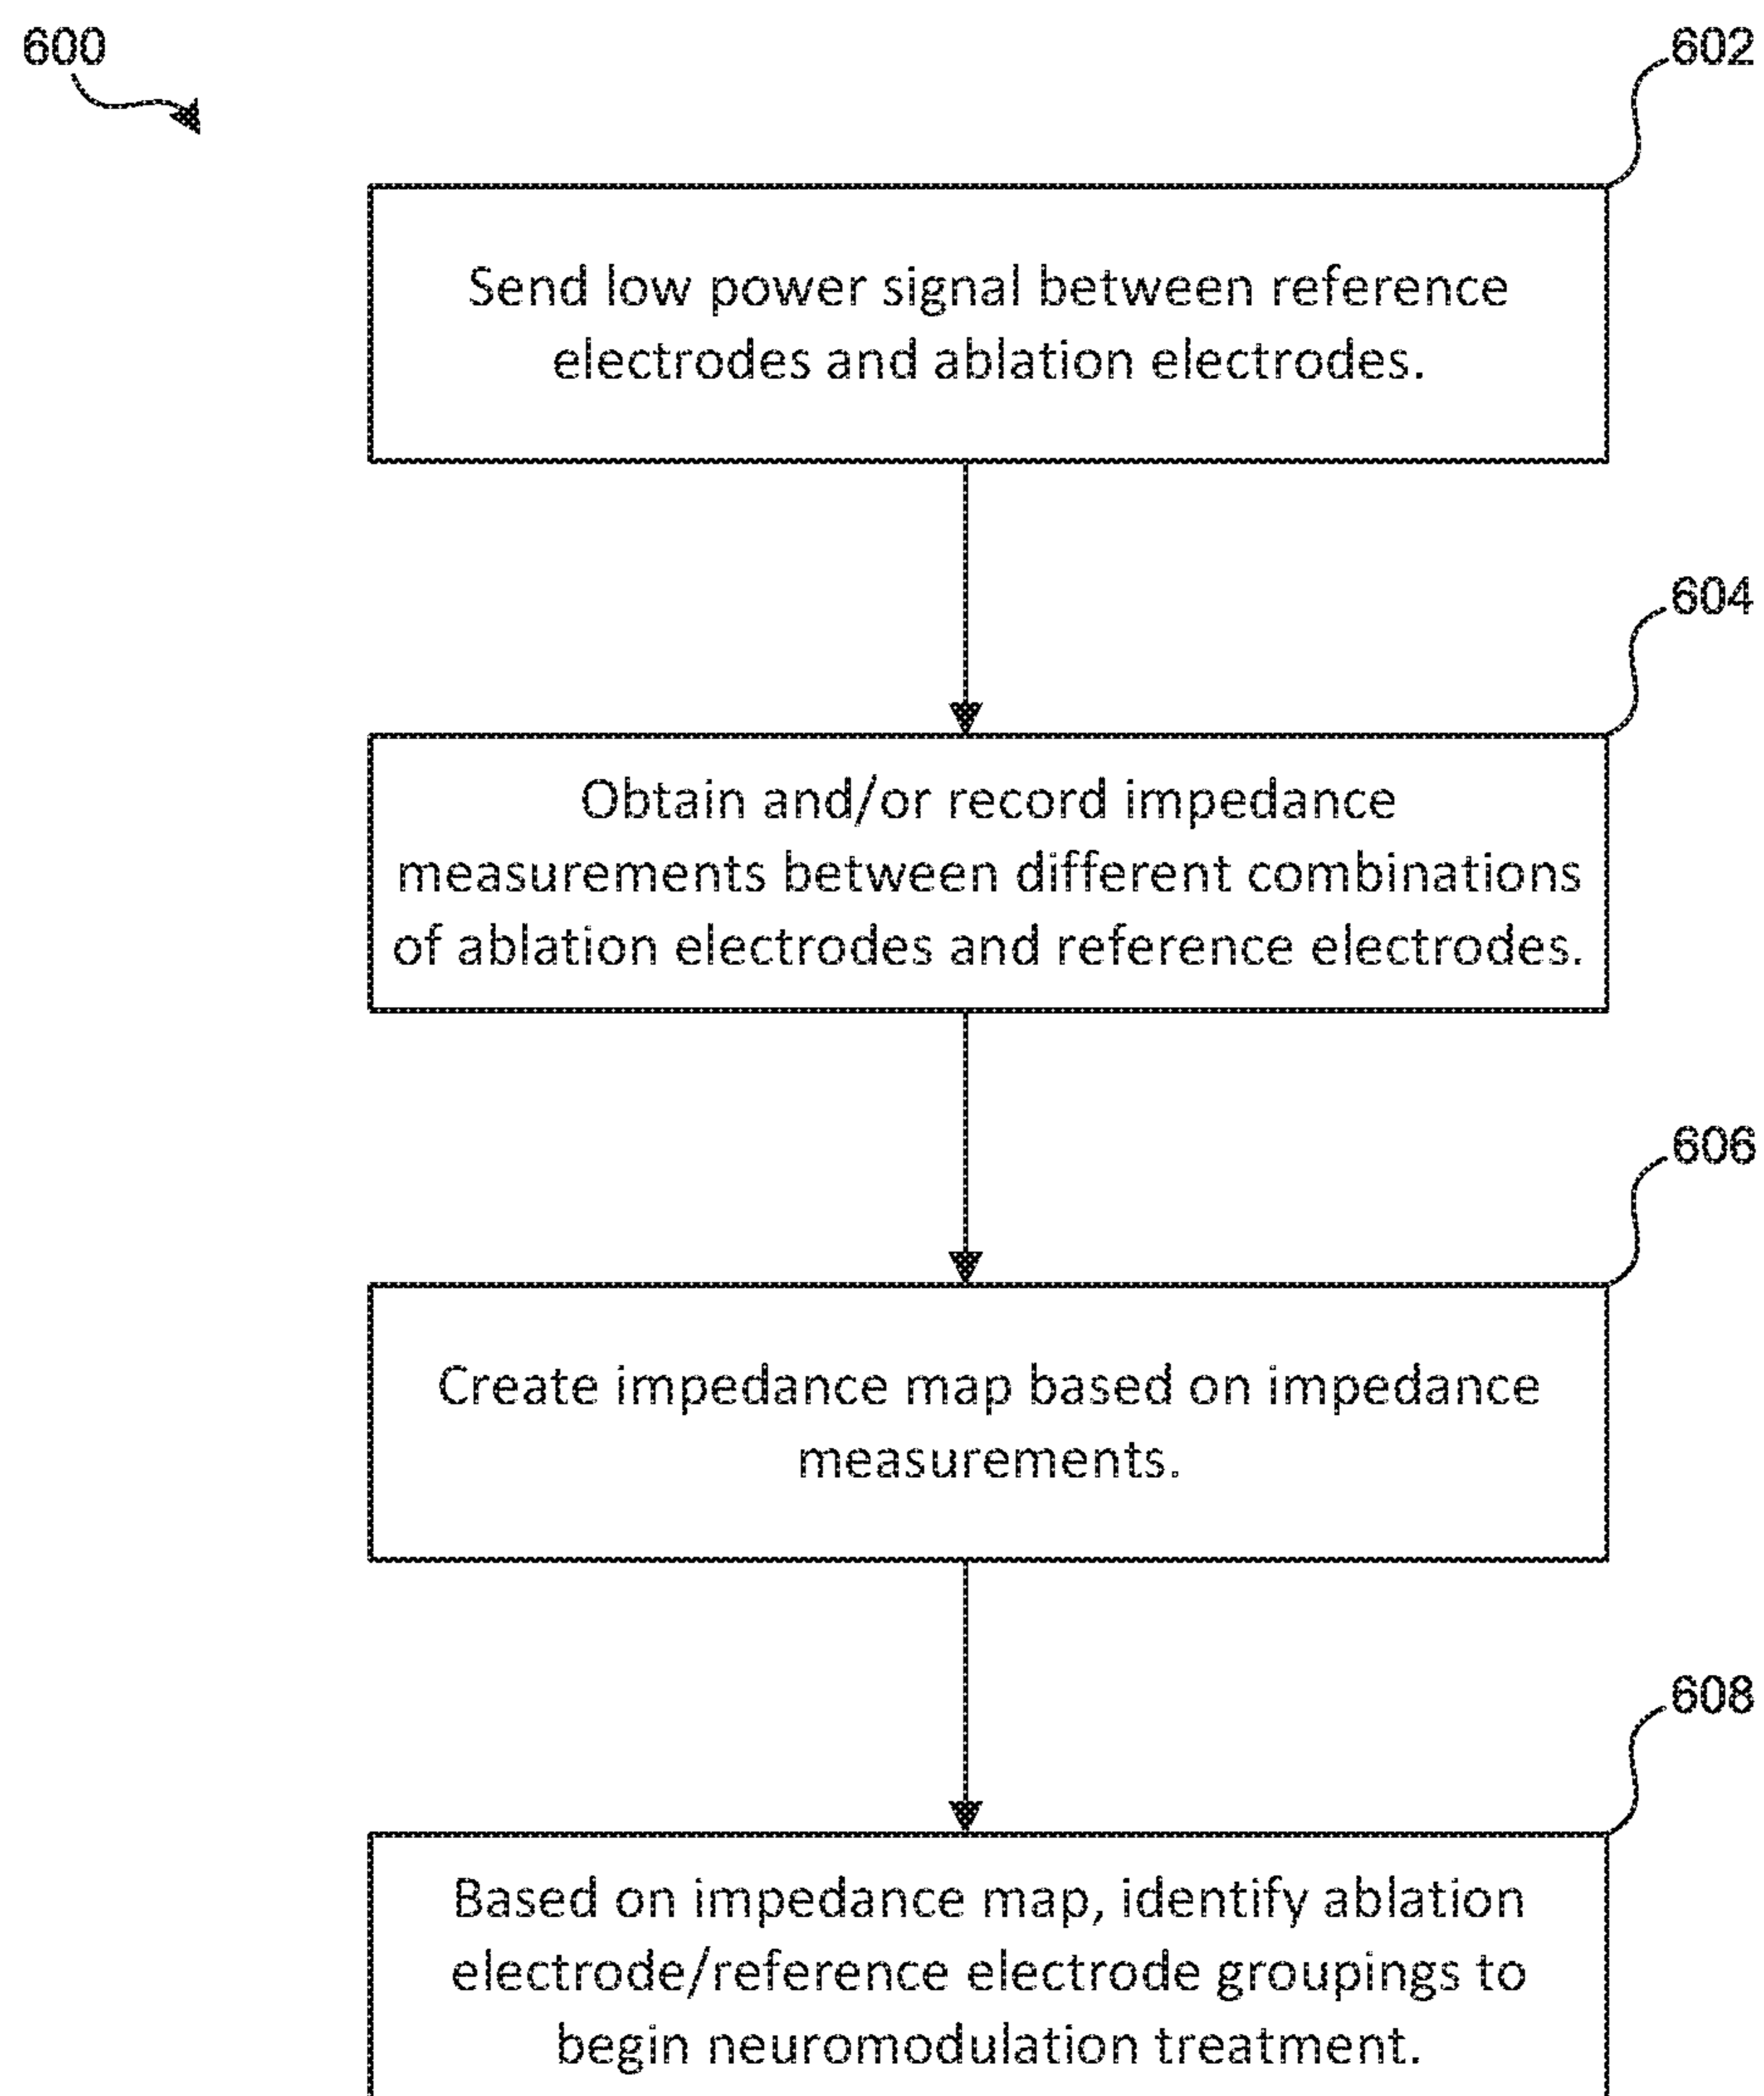 600
602
Send low power signal between reference
electrodes and ablation electrodes.
604
Obtain and/or record impedance
measurements between different combinations
of ablation electrodes and reference electrodes.
606
Create impedance map based on impedance
measurements.
608
Based on impedance map, identify ablation
electrode/reference electrode groupings to
begin neuromodulation treatment.